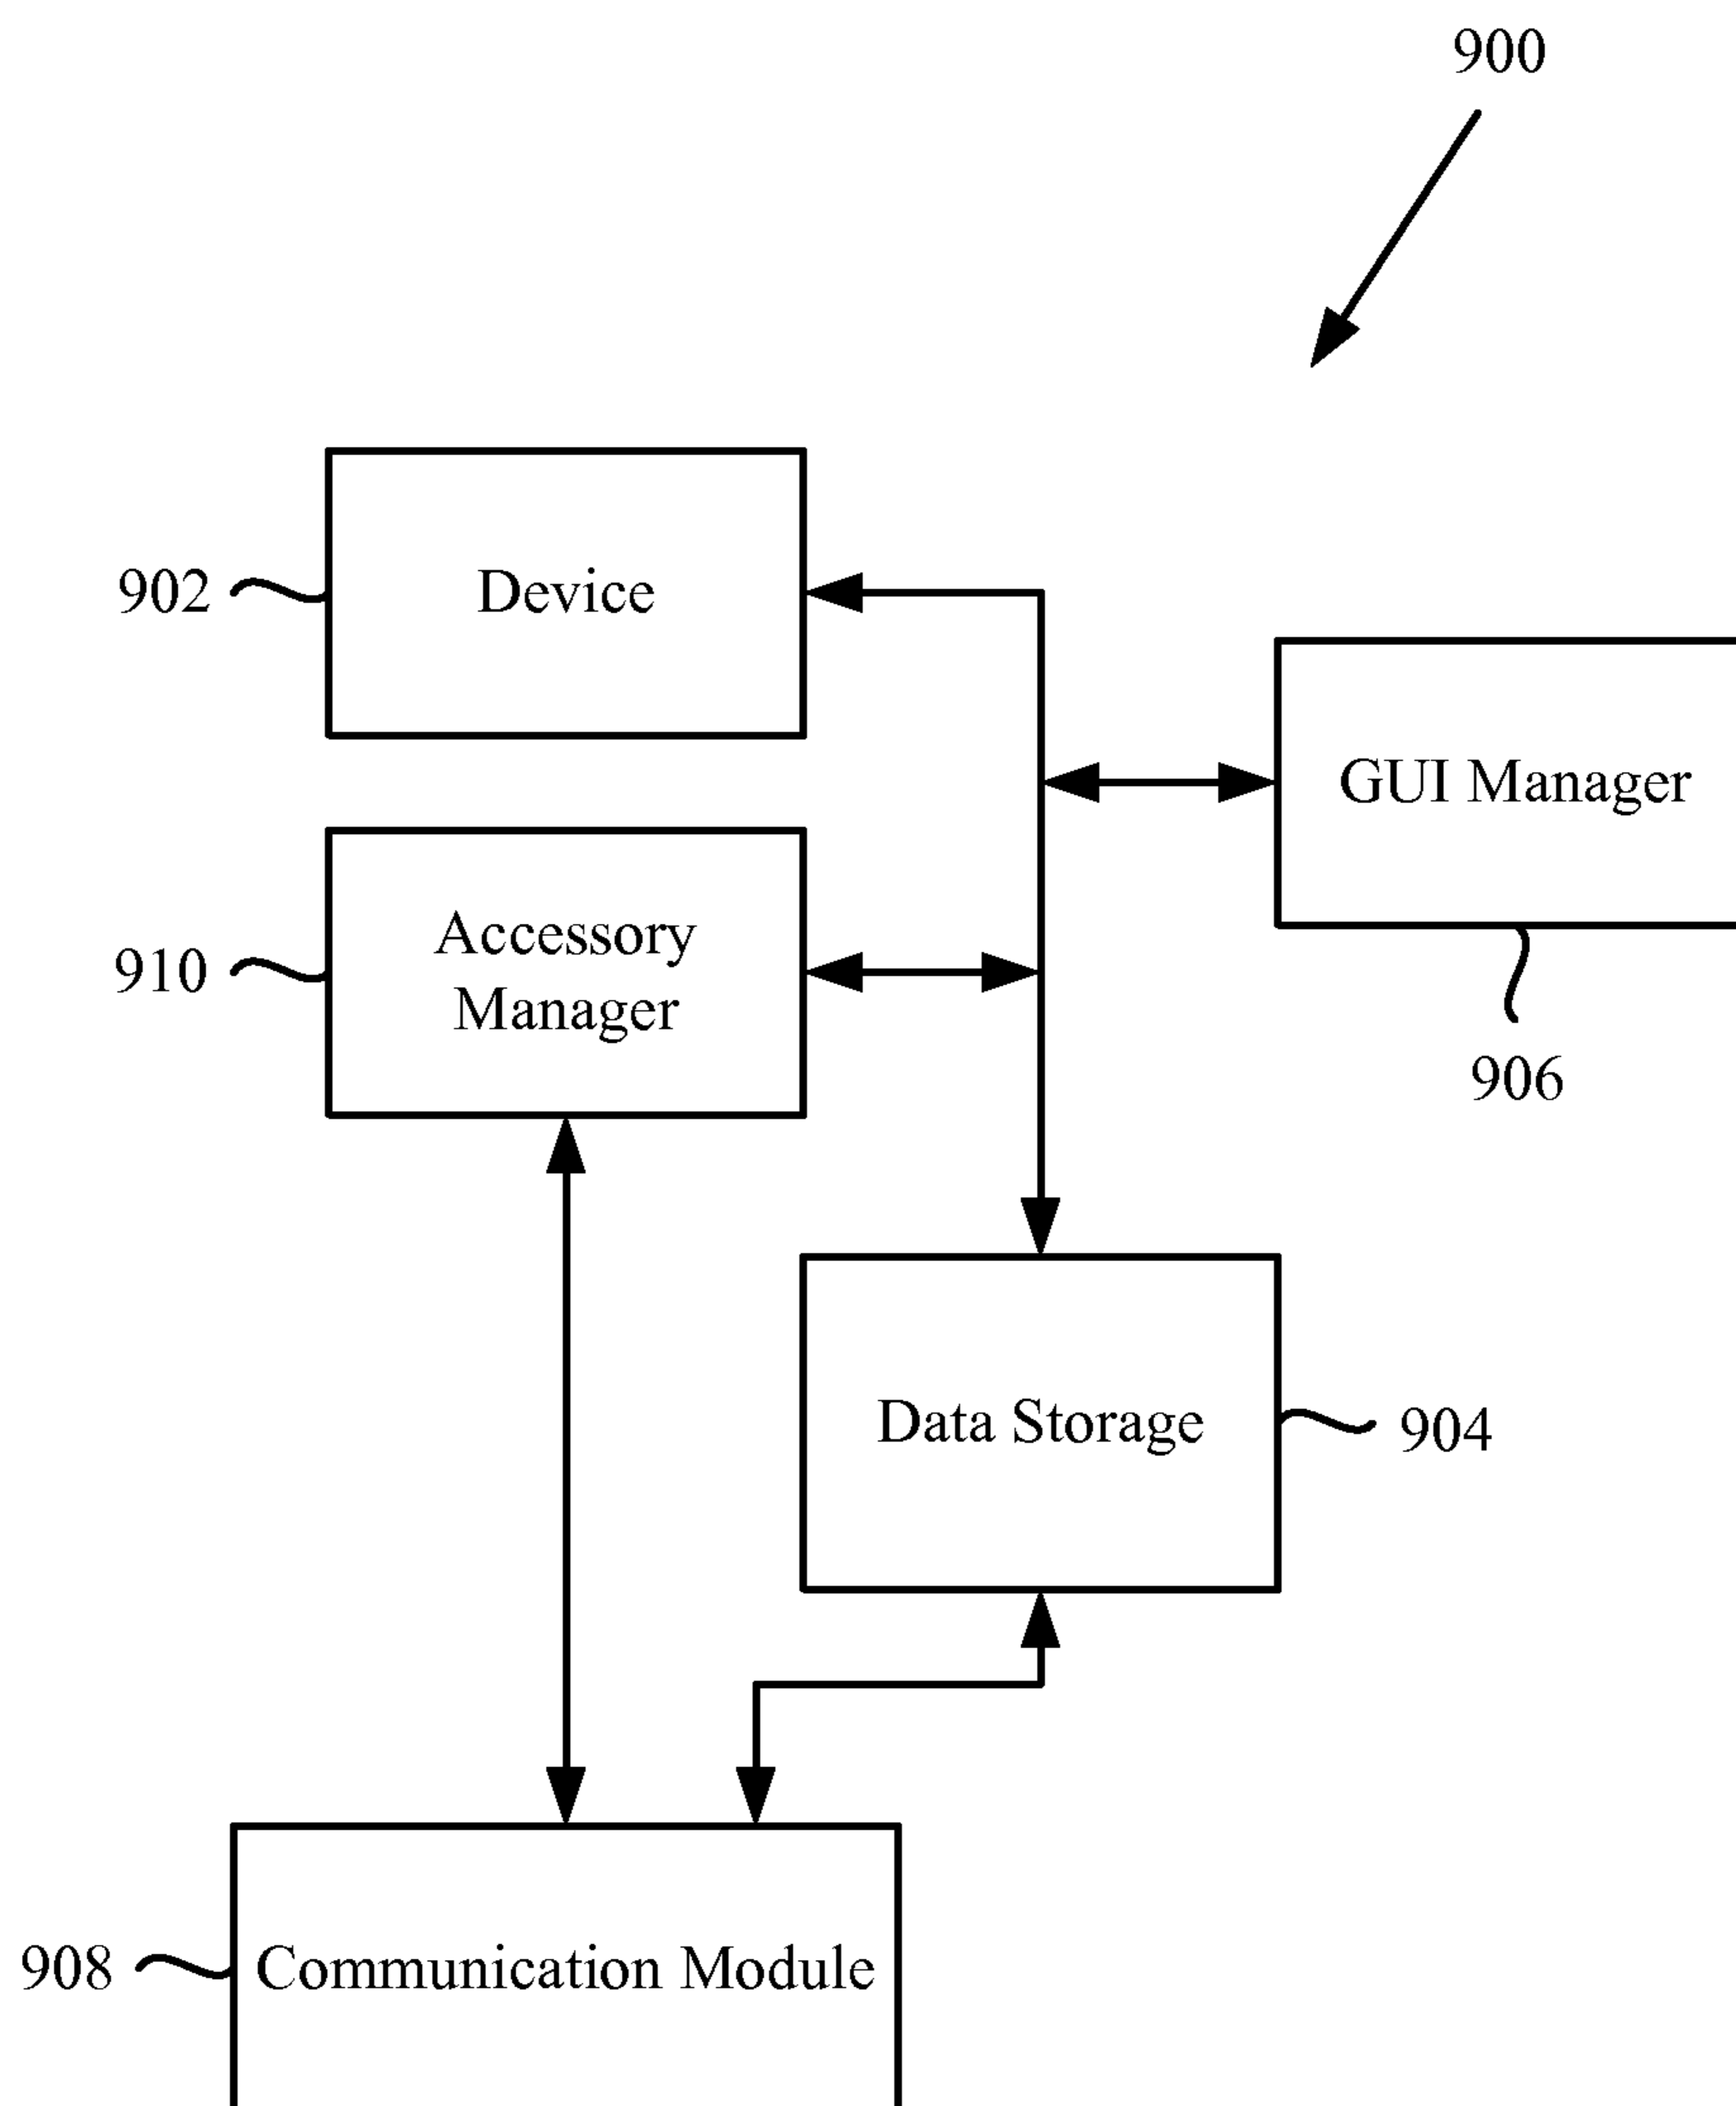 900
902
Device
GUI Manager
910
Accessory
Manager
906
Data Storage
904
908
Communication Module